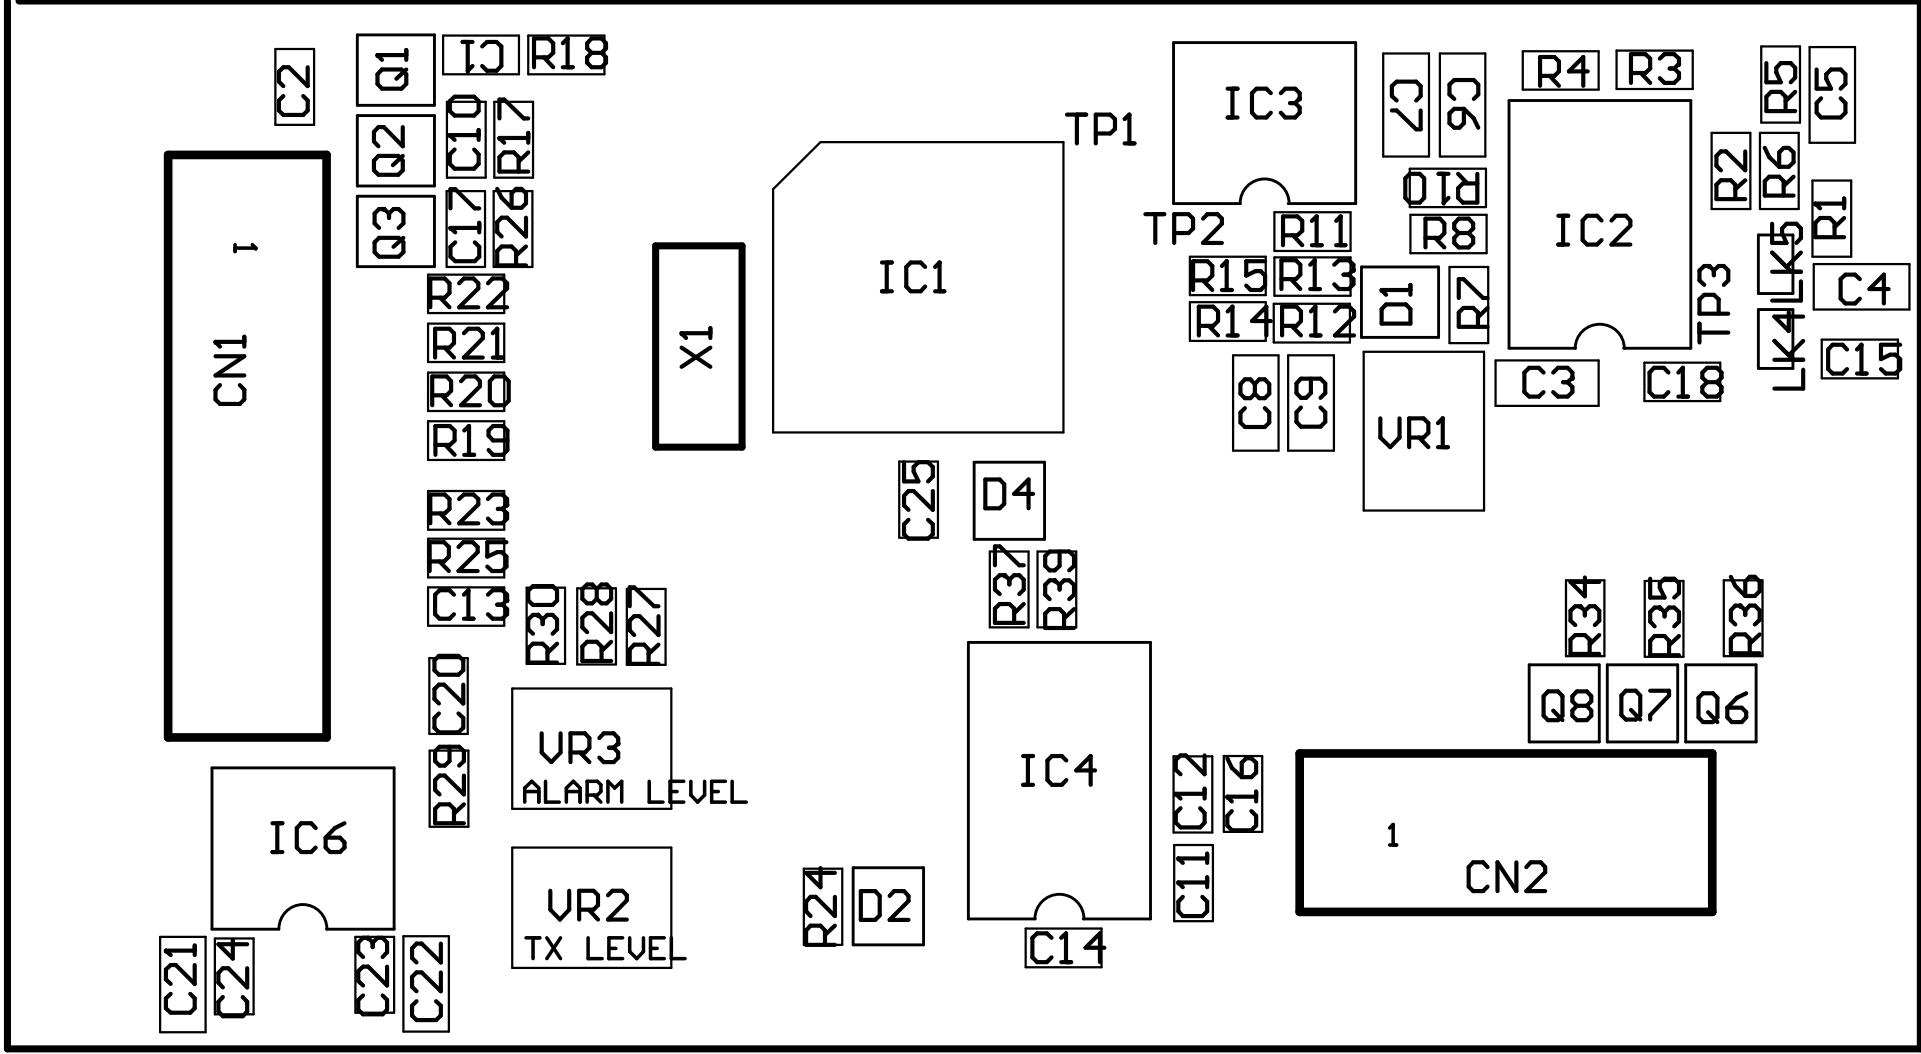 C2
Q1
C1
R18
Q2
C10
R17
Q3
C17
R26
1
CN1
R22
R21
R20
R19
R23
R25
C13
R30
R28
R27
C20
R29
X1
IC1
TP1
IC3
C7
C6
R4
R3
R5
C5
R2
R6
R1
R10
R8
TP2
R11
R15
R13
R14
R12
D1
R7
IC2
TP3
LK5
LK4
C4
C15
C3
C18
C8
C9
VR1
C25
D4
R37
R39
R34
R35
R36
Q8
Q7
Q6
VR3
ALARM LEVEL
IC4
C12
C16
C11
1
CN2
IC6
VR2
TX LEVEL
R24
D2
C14
C21
C24
C23
C22